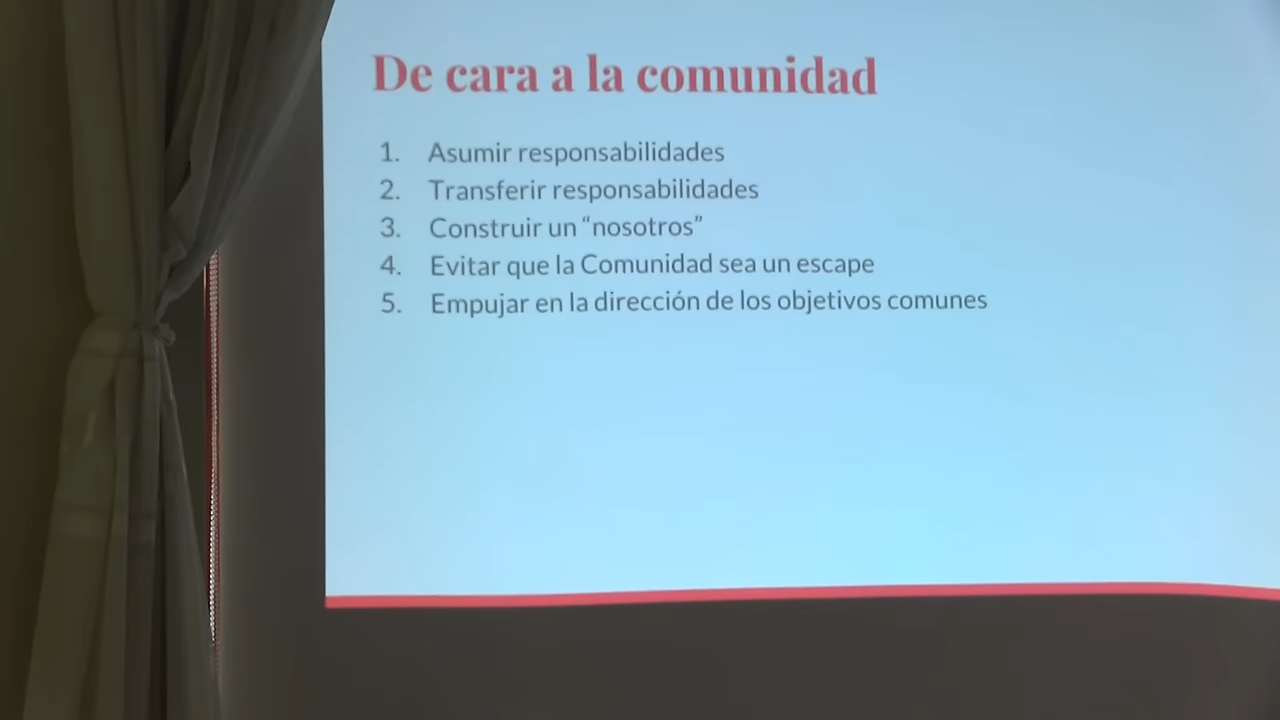 De cara a la comunidad
1. Asumir responsabilidades
2. Transferir responsabilidades
3. Construir un “nosotros”
4. Evitar que la Comunidad sea un escape
5. Empujar en la dirección de los objetivos comunes